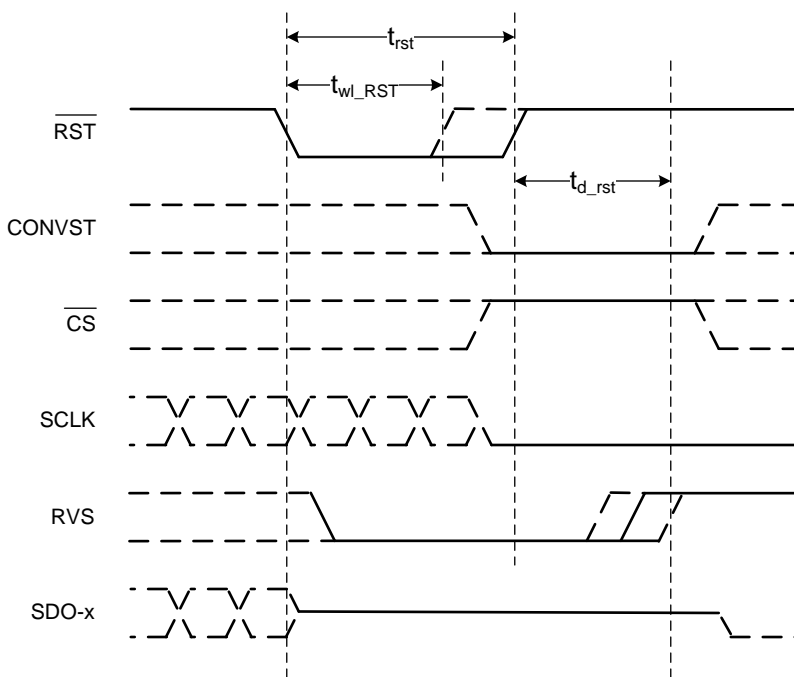 t_rst
t_wl_RST
RST
t_d_rst
CONVST
CS
SCLK
RVS
SDO-x